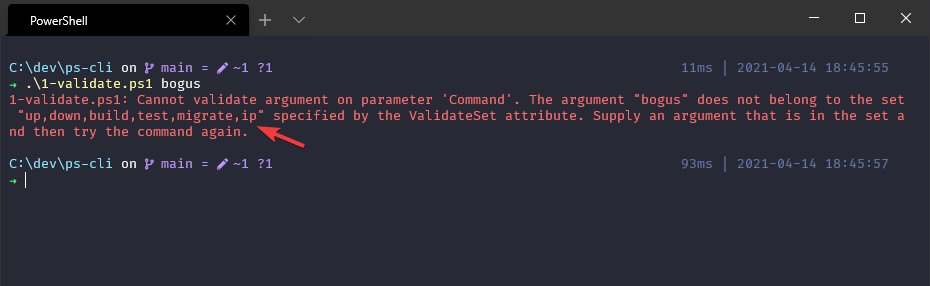 PowerShell
C:\dev\ps-cli on main = ~1 ?1 11ms | 2021-04-14 18:45:55
→ .\1-validate.ps1 bogus
1-validate.ps1: Cannot validate argument on parameter 'Command'. The argument "bogus" does not belong to the set
"up,down,build,test,migrate,ip" specified by the ValidateSet attribute. Supply an argument that is in the set a
nd then try the command again.
C:\dev\ps-cli on main = ~1 ?1 93ms | 2021-04-14 18:45:57
→